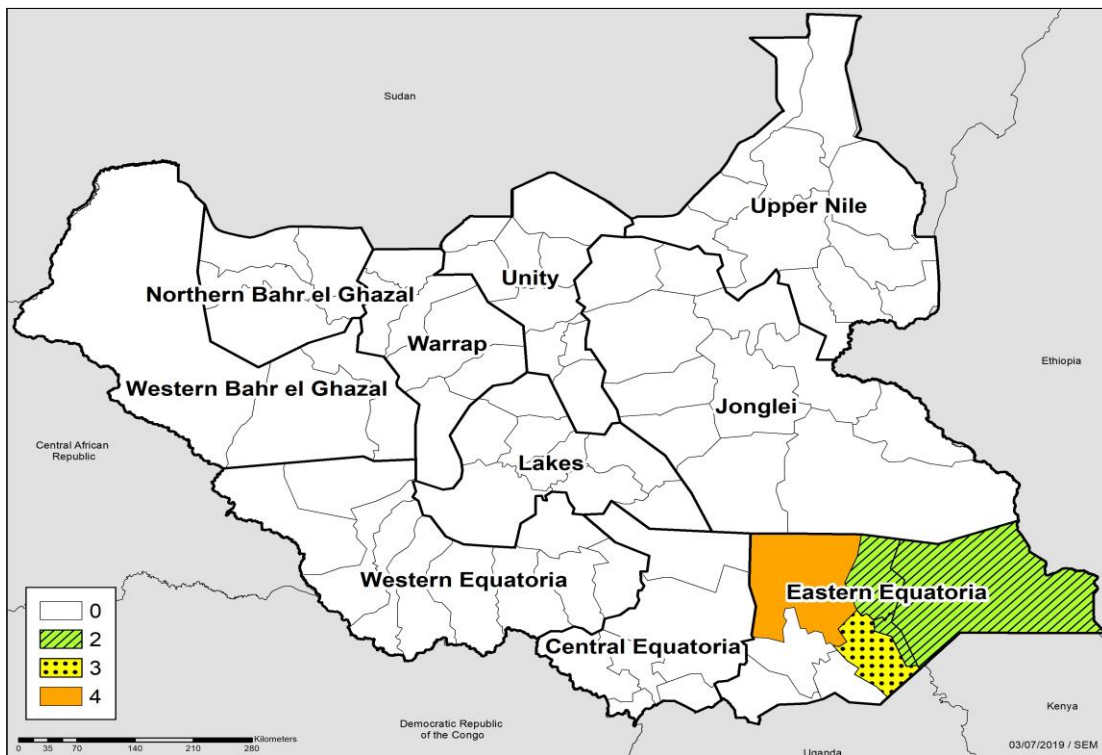 Sudan
Upper Nile
Unity
Northern Bahr el Ghazal
Warrap
Ethiopia
Western Bahr el Ghazal
Jonglei
Central African
Republic
Lakes
Western Equatoria
Eastern Equatoria
0
2
3
4
Central Equatoria
Kenya
Democratic Republic
of the Congo
Kilometers
0 35 70 140 210 280
03/07/2019 / SEM
Uganda